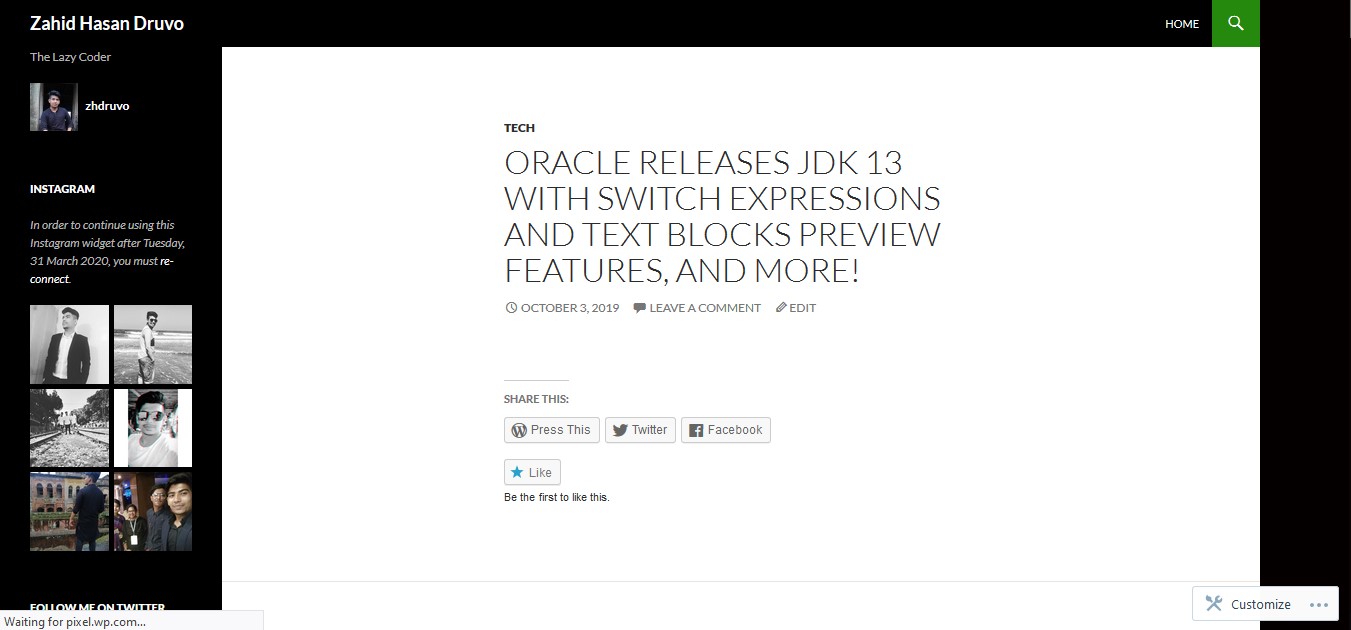 Zahid Hasan Druvo
HOME
The Lazy Coder
zhdruvo
INSTAGRAM
In order to continue using this
Instagram widget after Tuesday,
31 March 2020, you must re-
connect.
FOLLOW ME ON TWITTER
TECH
ORACLE RELEASES JDK 13
WITH SWITCH EXPRESSIONS
AND TEXT BLOCKS PREVIEW
FEATURES, AND MORE!
OCTOBER 3, 2019 LEAVE A COMMENT EDIT
SHARE THIS:
Press This Twitter Facebook
Like
Be the first to like this.
Customize
Waiting for pixel.wp.com...